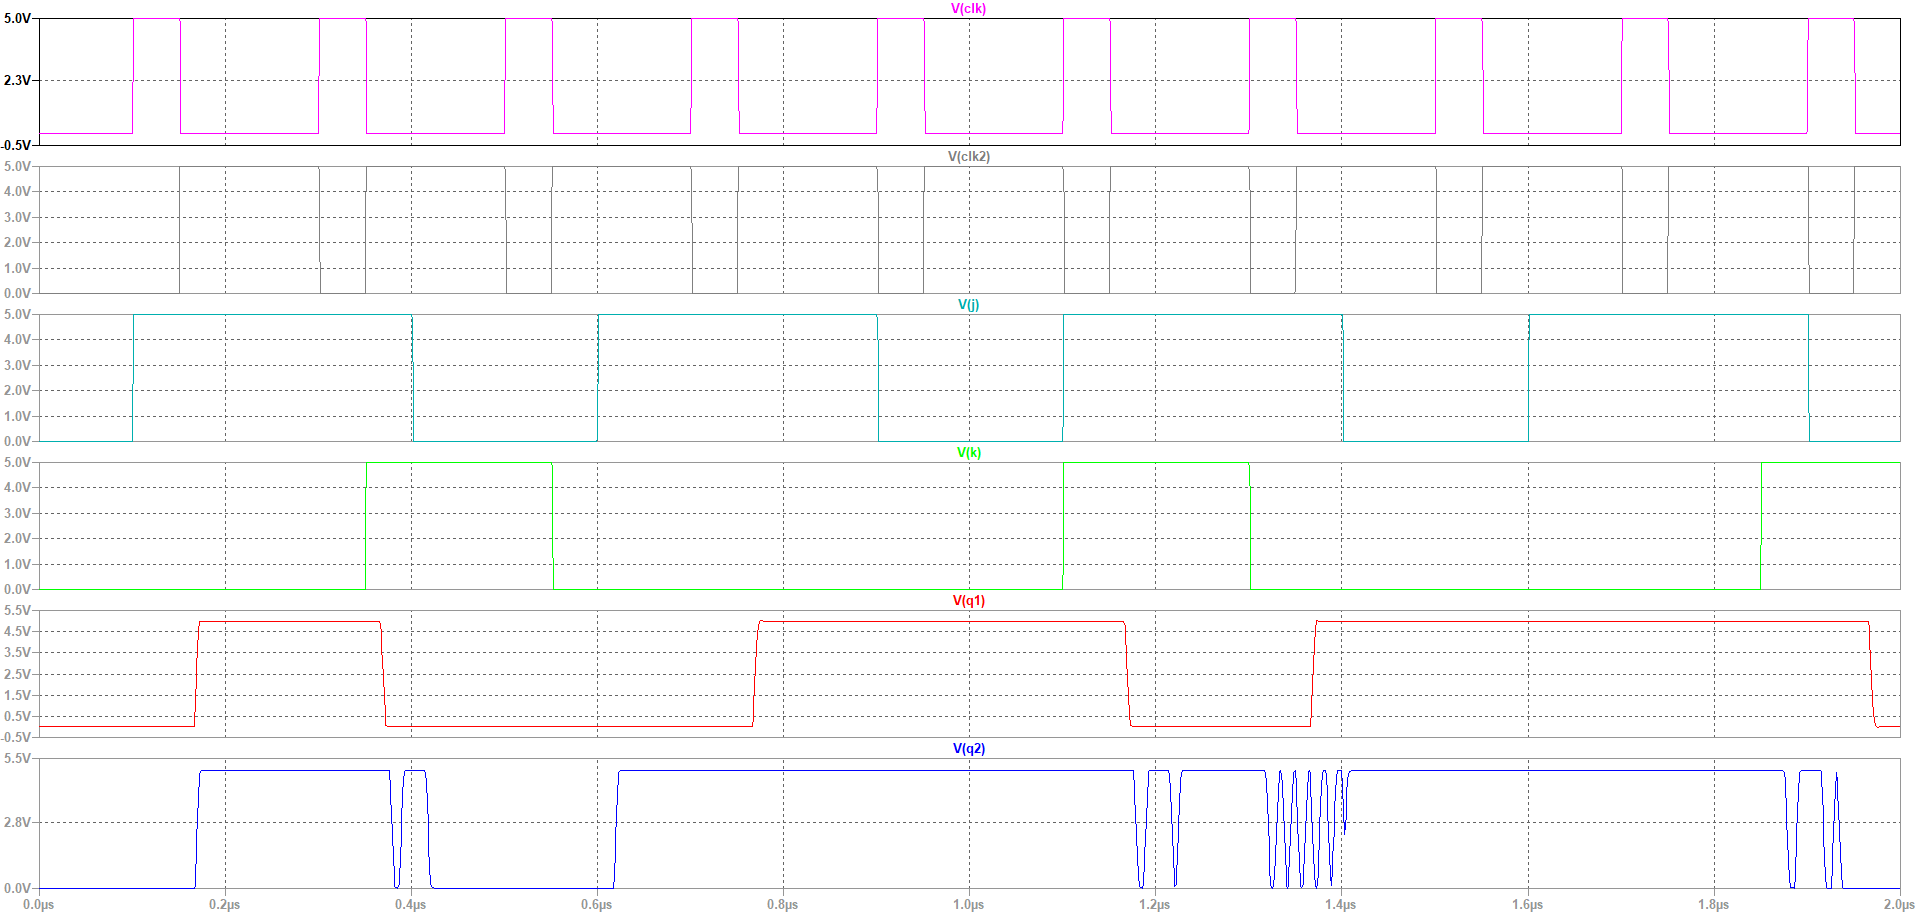 V(clk)
5.0V
2.3V
-0.5V
V(clk2)
5.0V
4.0V
3.0V
2.0V
1.0V
0.0V
V(j)
5.0V
4.0V
3.0V
2.0V
1.0V
0.0V
V(k)
5.0V
4.0V
3.0V
2.0V
1.0V
0.0V
V(q1)
5.5V
4.5V
3.5V
2.5V
1.5V
0.5V
-0.5V
V(q2)
5.5V
2.8V
0.0V
0.0µs 0.2µs 0.4µs 0.6µs 0.8µs 1.0µs 1.2µs 1.4µs 1.6µs 1.8µs 2.0µs